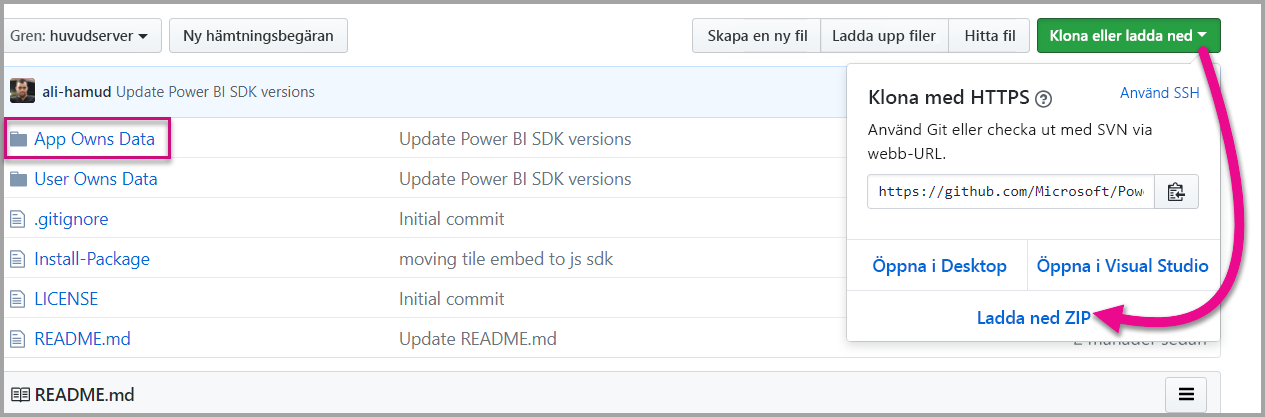 Gren: huvudserver Ny hämtningsbegäran Skapa en ny fil Ladda upp filer Hitta fil Klona eller ladda ned
ali-hamud Update Power BI SDK versions
App Owns Data Update Power BI SDK versions
User Owns Data Update Power BI SDK versions
.gitignore Initial commit
Install-Package moving tile embed to js sdk
LICENSE Initial commit
README.md Update README.md
Klona med HTTPS ? Använd SSH
Använd Git eller checka ut med SVN via
webb-URL.
https://github.com/Microsoft/Pow
Öppna i Desktop Öppna i Visual Studio
Ladda ned ZIP
README.md